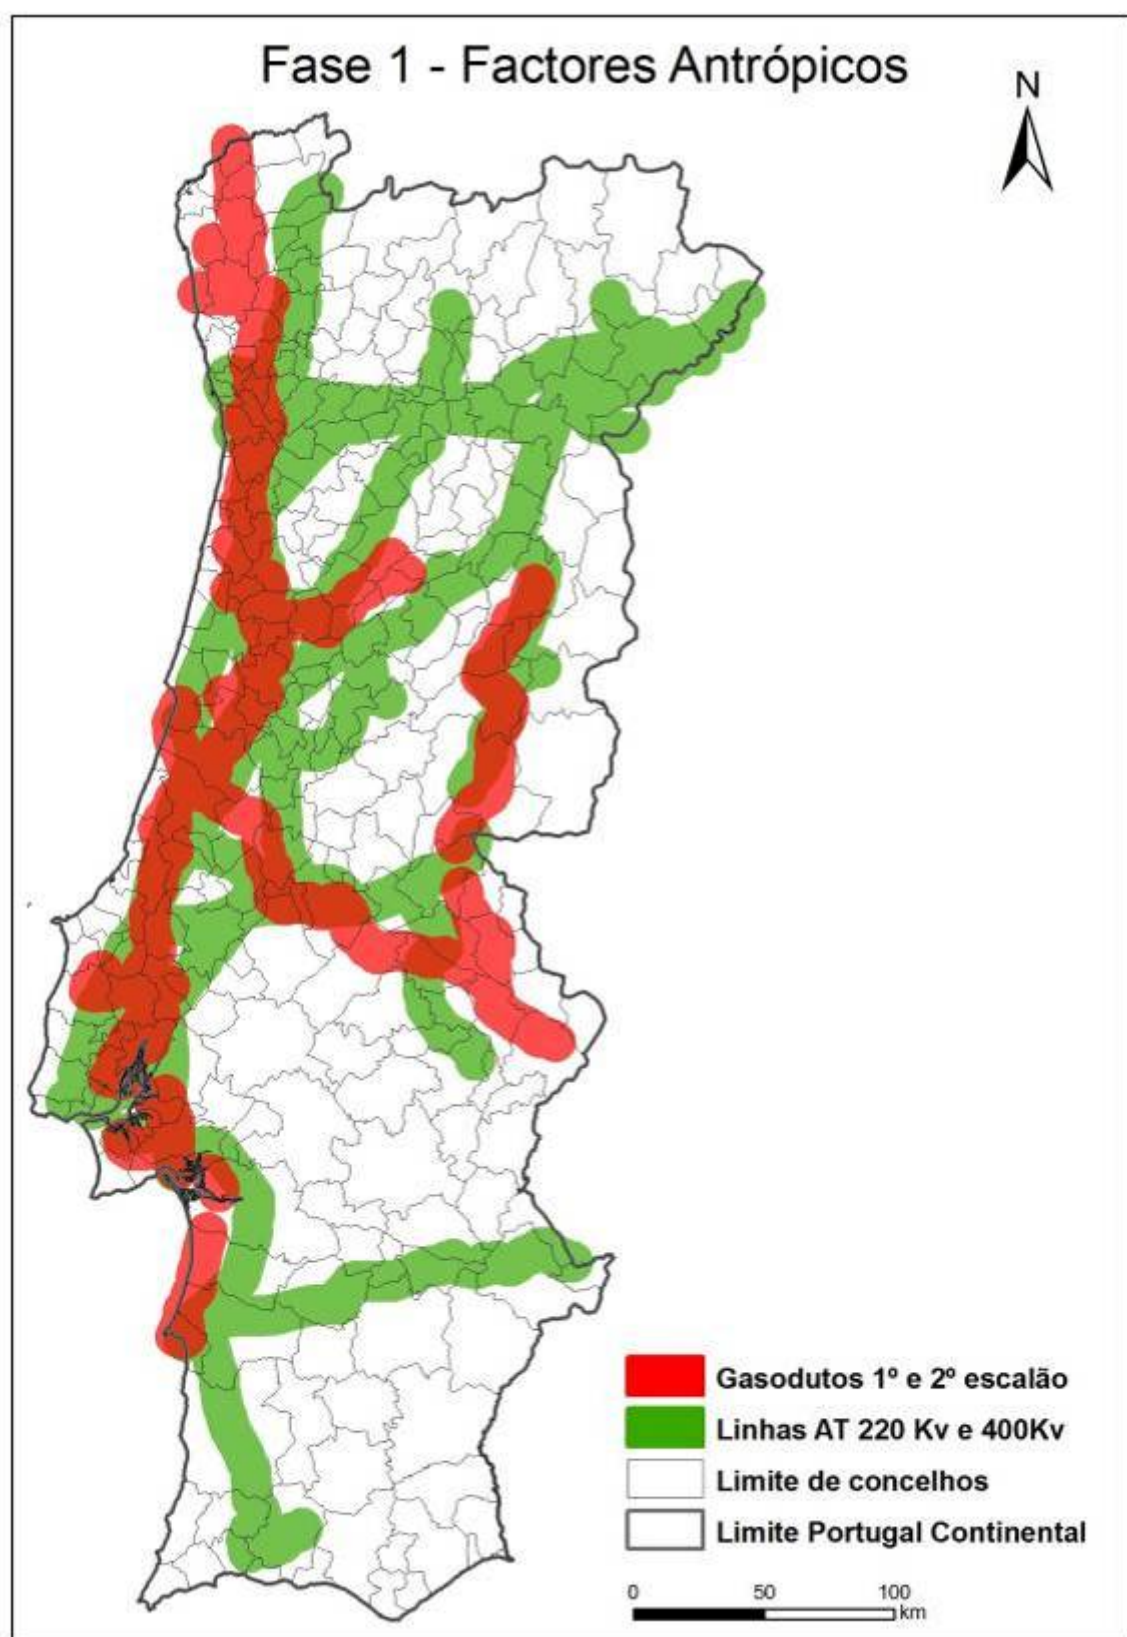 Fase 1 - Factores Antrópicos
N
Gasodutos 1º e 2º escalão
Linhas AT 220 Kv e 400Kv
Limite de concelhos
Limite Portugal Continental
0 50 100
km